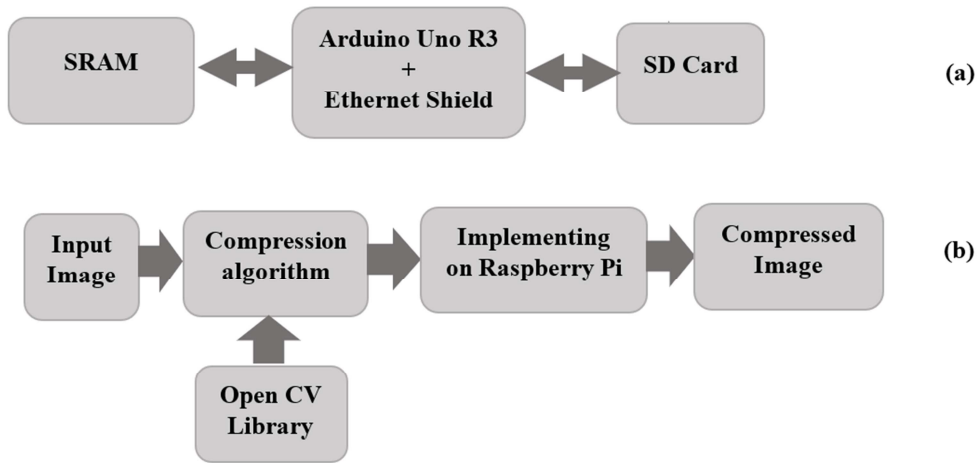 SRAM
Arduino Uno R3
+
Ethernet Shield
SD Card
(a)
Input
Image
Compression
algorithm
Implementing
on Raspberry Pi
Compressed
Image
(b)
Open CV
Library